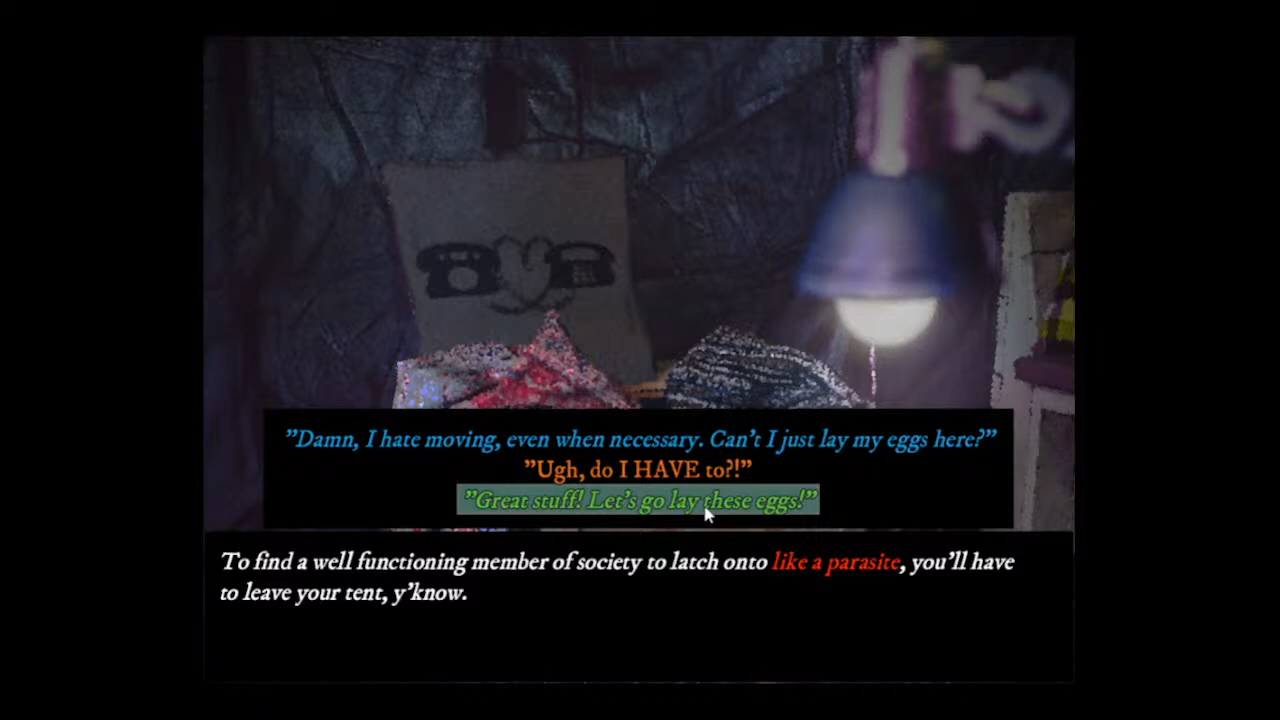 "Damn, I hate moving, even when necessary. Can't I just lay my eggs here?"
"Ugh, do I HAVE to?!"
"Great stuff! Let's go lay these eggs!"
To find a well functioning member of society to latch onto like a parasite, you'll have
to leave your tent, y'know.